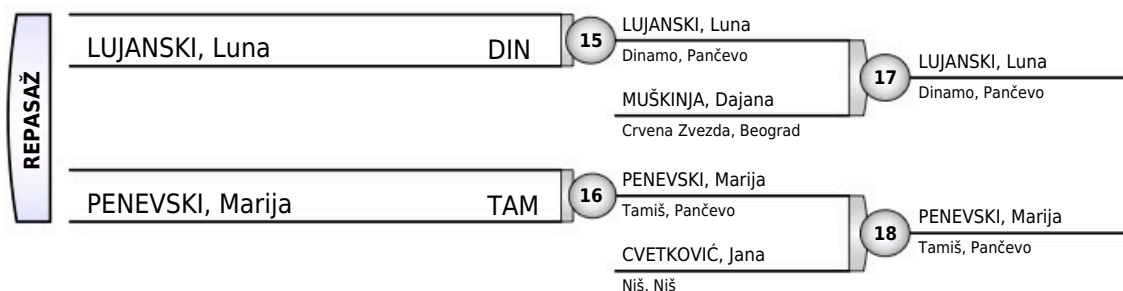 REPASAŽ
LUJANSKI, Luna DIN
15
LUJANSKI, Luna
Dinamo, Pančevo
MUŠKINJA, Dajana
Crvena Zvezda, Beograd
17
LUJANSKI, Luna
Dinamo, Pančevo
PENEVSKI, Marija TAM
16
PENEVSKI, Marija
Tamiš, Pančevo
CVETKOVIĆ, Jana
Niš, Niš
18
PENEVSKI, Marija
Tamiš, Pančevo